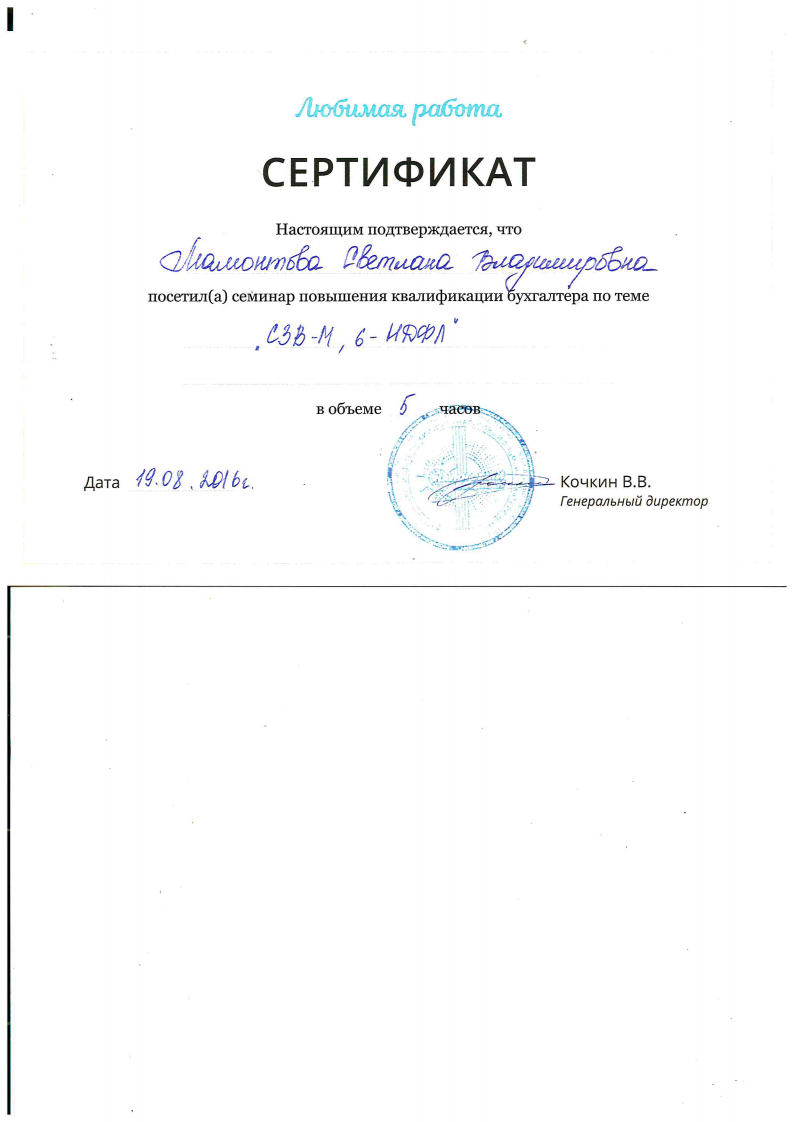 Любимая работа
СЕРТИФИКАТ
Настоящим подтверждается, что
Мамонтова Светлана Владимировна
посетил(а) семинар повышения квалификации бухгалтера по теме
"СЗВ-М, 6-НДФЛ"
в объеме 5 часов
Дата 19.08.2016г. Кочкин В.В.
Генеральный директор